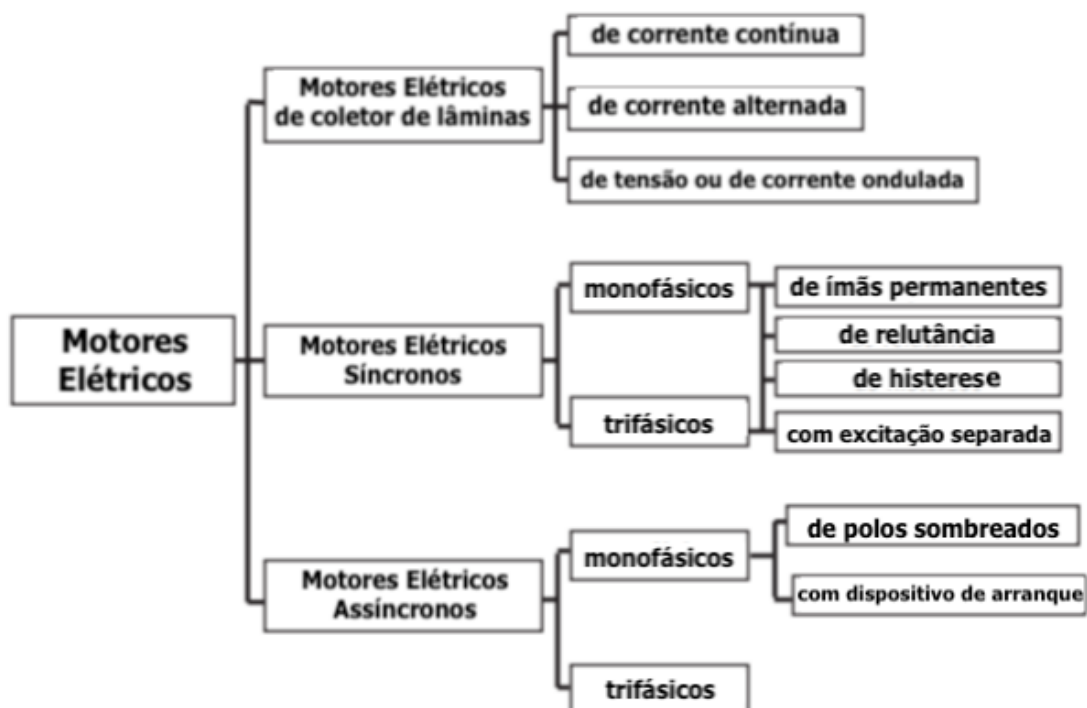 Motores
Elétricos
Motores Elétricos
de coletor de lâminas
de corrente contínua
de corrente alternada
de tensão ou de corrente ondulada
Motores Elétricos
Síncronos
monofásicos
trifásicos
de ímãs permanentes
de relutância
de histerese
com excitação separada
Motores Elétricos
Assíncronos
monofásicos
de polos sombreados
com dispositivo de arranque
trifásicos